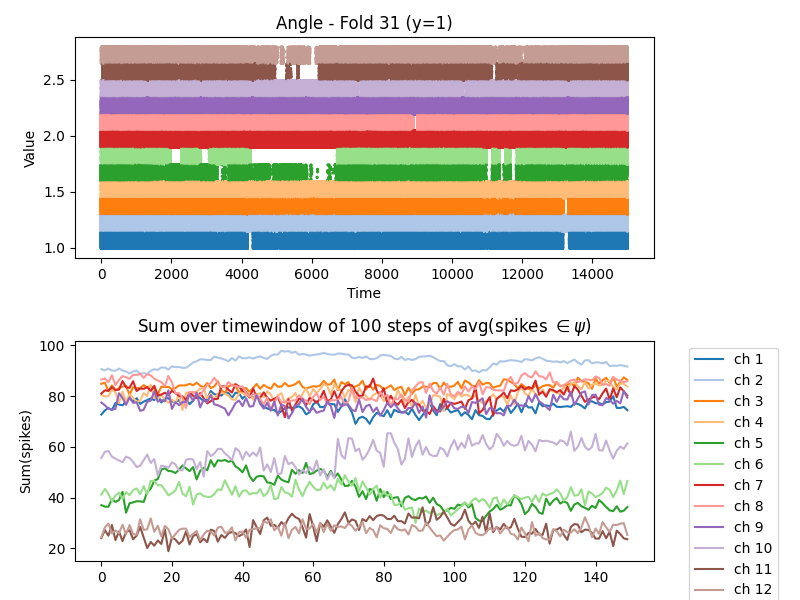 Angle - Fold 31 (y=1)
Value
2.5
2.0
1.5
1.0
0 2000 4000 6000 8000 10000 12000 14000
Time
Sum over timewindow of 100 steps of avg(spikes ∈ ψ)
Sum(spikes)
100
80
60
40
20
0 20 40 60 80 100 120 140
ch 1
ch 2
ch 3
ch 4
ch 5
ch 6
ch 7
ch 8
ch 9
ch 10
ch 11
ch 12